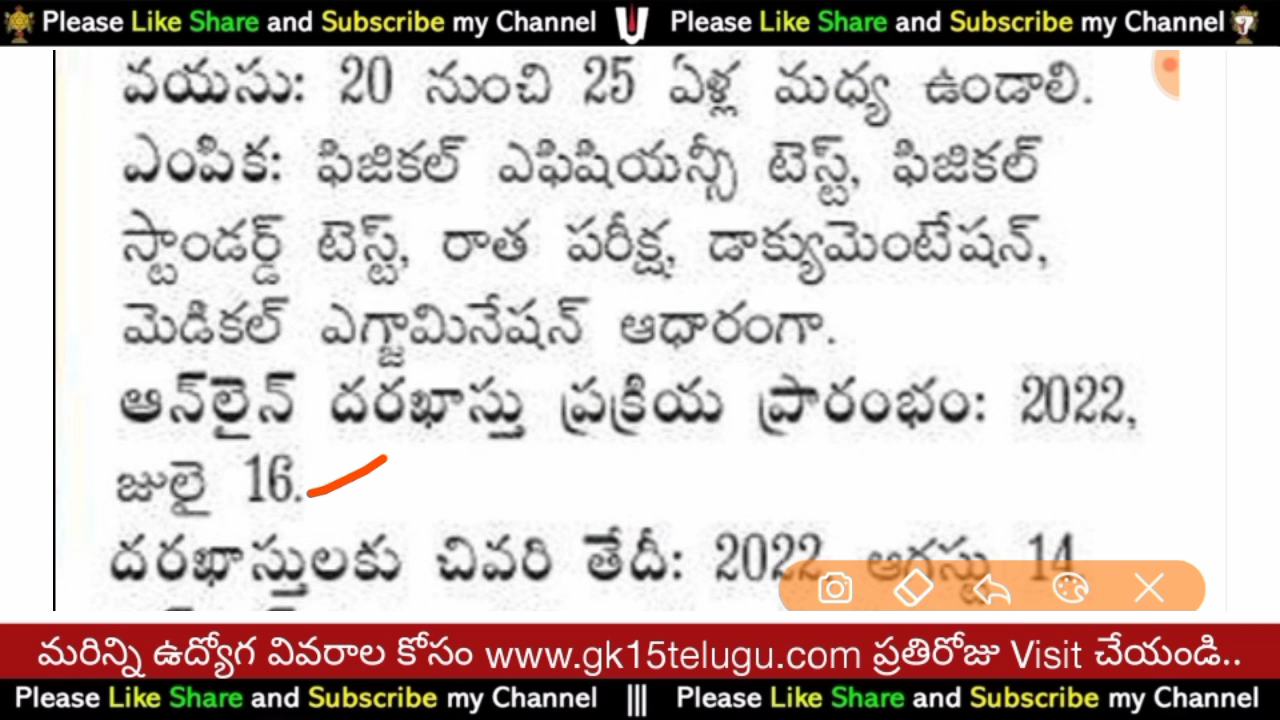 Please Like Share and Subscribe my Channel Please Like Share and Subscribe my Channel
వయసు: 20 నుంచి 25 ఏళ్ల మధ్య ఉండాలి.
ఎంపిక: ఫిజికల్ ఎఫిషియన్సీ టెస్ట్, ఫిజికల్
స్టాండర్డ్ టెస్ట్, రాత పరీక్ష, డాక్యుమెంటేషన్,
మెడికల్ ఎగ్జామినేషన్ ఆధారంగా.
ఆన్‌లైన్ దరఖాస్తు ప్రక్రియ ప్రారంభం: 2022,
జులై 16.
దరఖాస్తులకు చివరి తేదీ: 2022, ఆగస్టు 14.
మరిన్ని ఉద్యోగ వివరాల కోసం www.gk15telugu.com ప్రతిరోజు Visit చేయండి..
Please Like Share and Subscribe my Channel ||| Please Like Share and Subscribe my Channel